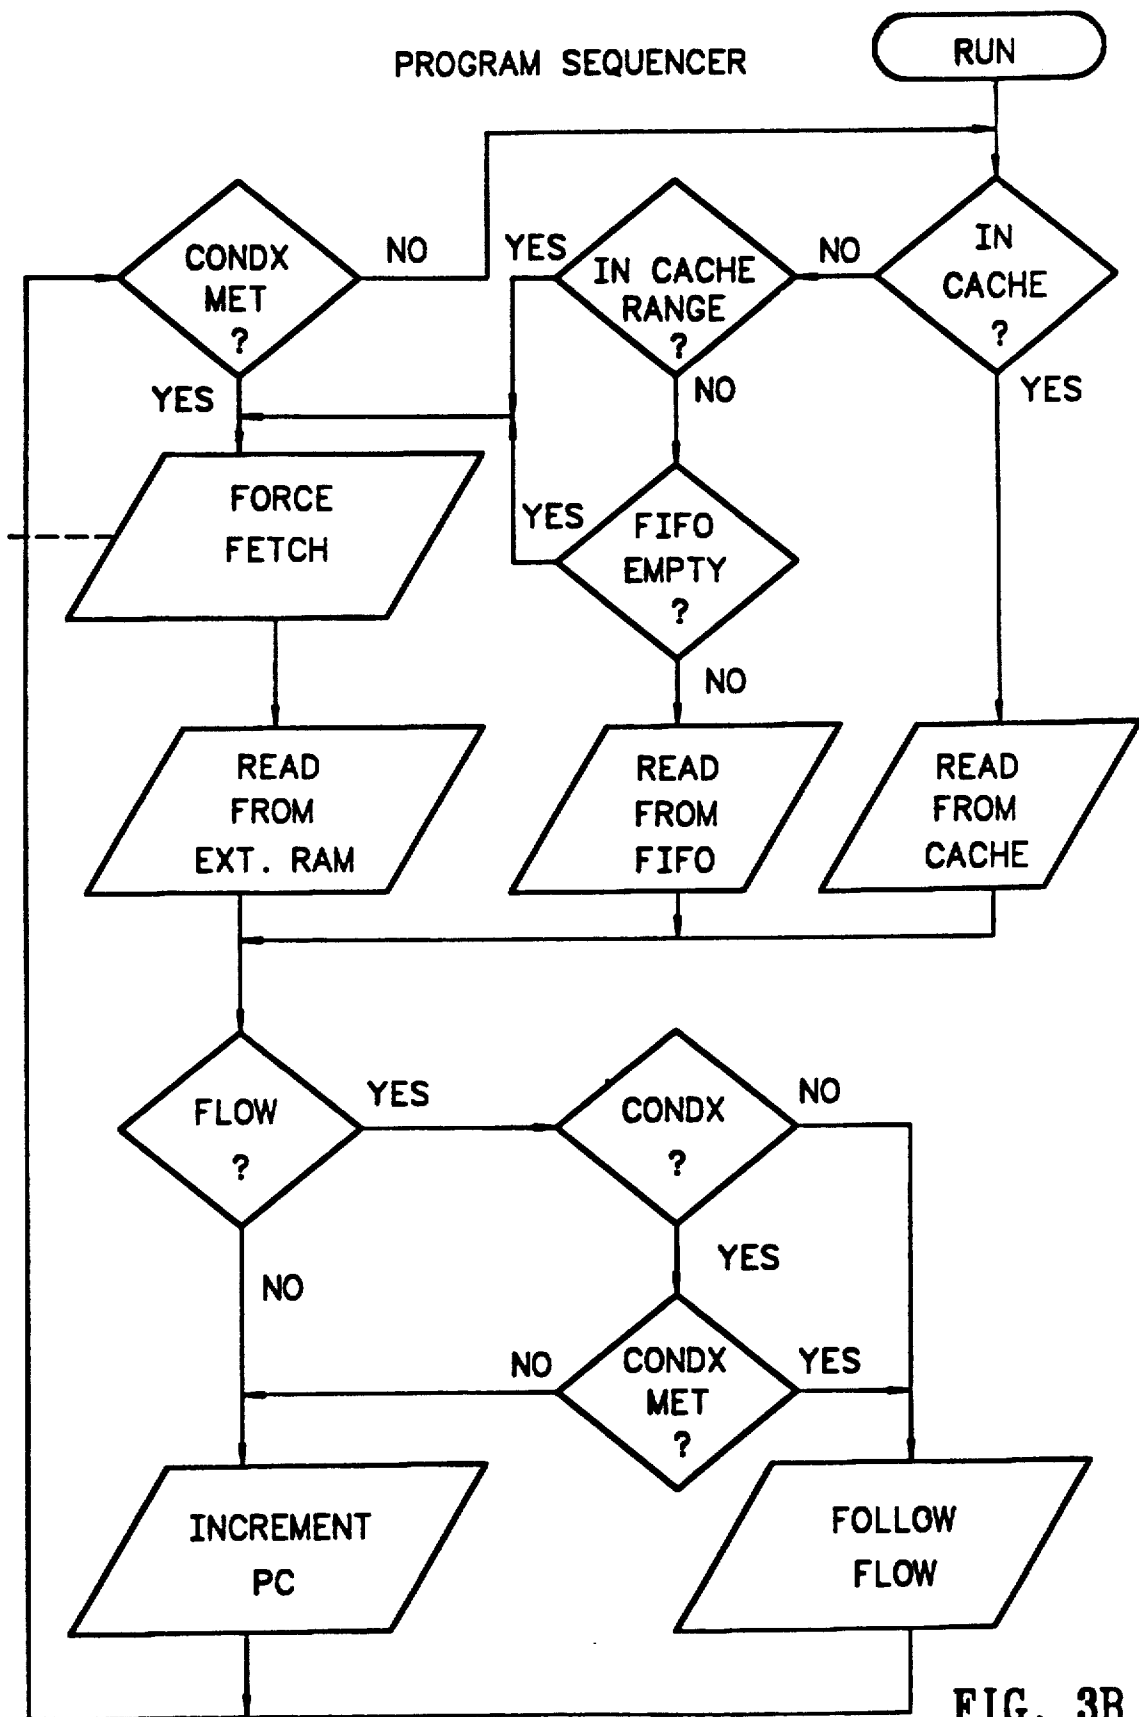 PROGRAM SEQUENCER
RUN
CONDX
MET
?
NO
YES
IN CACHE
RANGE
?
NO
IN
CACHE
?
YES
NO
YES
FORCE
FETCH
YES
FIFO
EMPTY
?
NO
READ
FROM
EXT. RAM
READ
FROM
FIFO
READ
FROM
CACHE
FLOW
?
YES
CONDX
?
NO
NO
YES
NO
CONDX
MET
?
YES
INCREMENT
PC
FOLLOW
FLOW
FIG. 3B